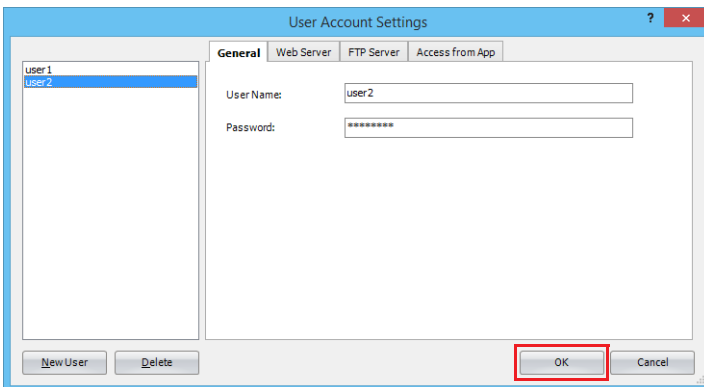 User Account Settings
?
×
General
Web Server
FTP Server
Access from App
user1
user2
User Name:
user2
Password:
********
New User
Delete
OK
Cancel